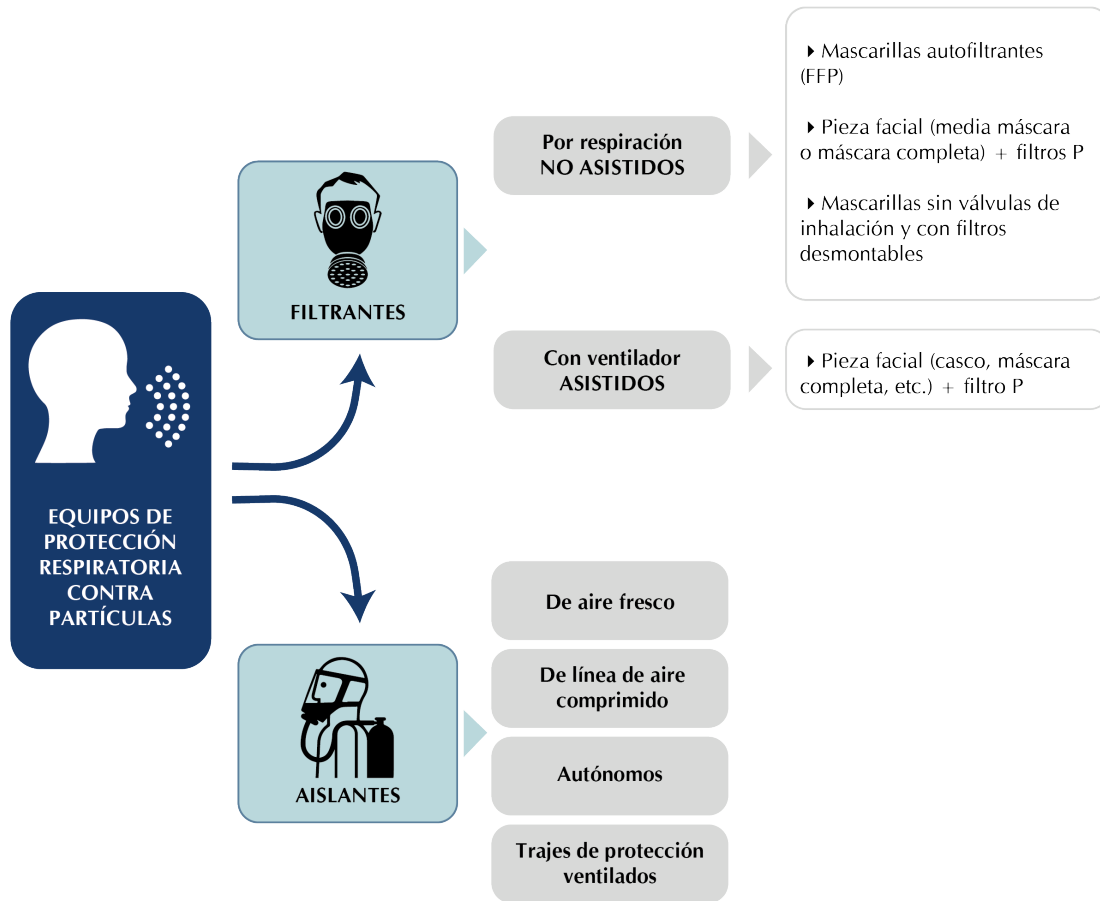 EQUIPOS DE
PROTECCIÓN
RESPIRATORIA
CONTRA
PARTÍCULAS
FILTRANTES
Por respiración
NO ASISTIDOS
Mascarillas autofiltrantes
(FFP)
Pieza facial (media máscara
o máscara completa) + filtros P
Mascarillas sin válvulas de
inhalación y con filtros
desmontables
Con ventilador
ASISTIDOS
Pieza facial (casco, máscara
completa, etc.) + filtro P
AISLANTES
De aire fresco
De línea de aire
comprimido
Autónomos
Trajes de protección
ventilados